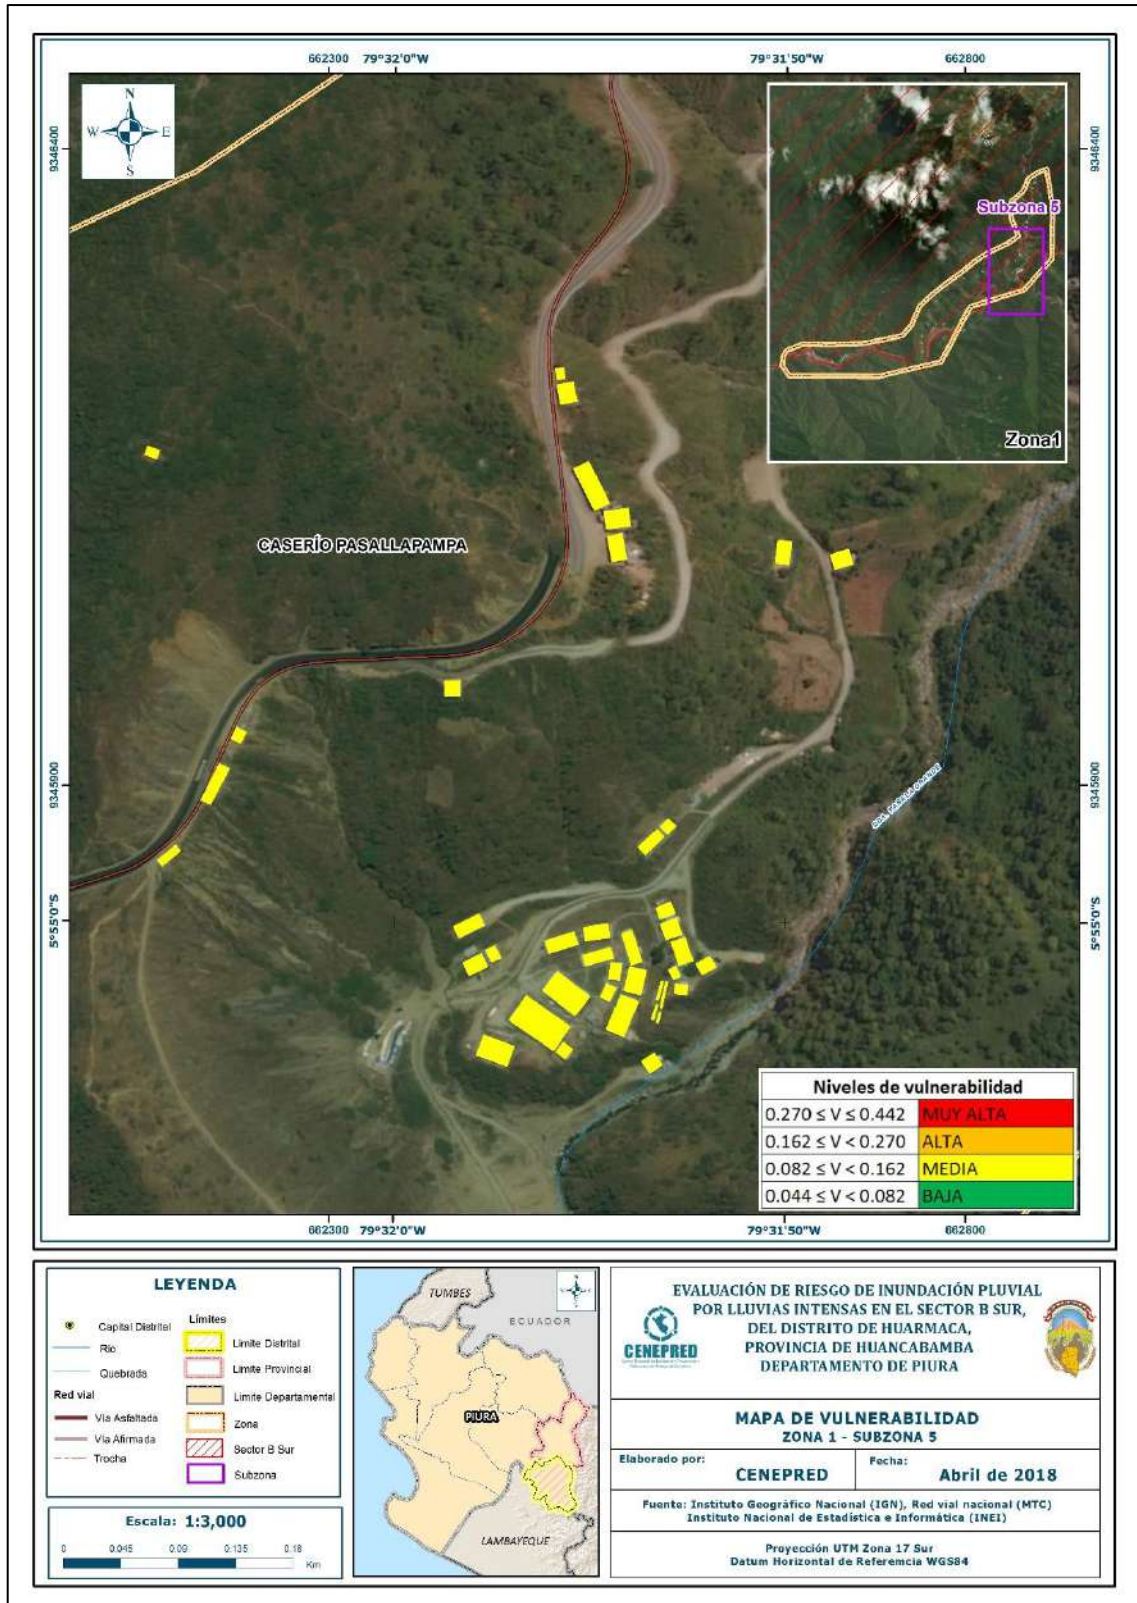 662300 79°32'0"W 79°31'50"W 662800
9346400
9346400
N
W E
S
Subzona 5
Zona1
CASERÍO PASALLAPAMPA
9345900
9345900
5°55'0"S
5°55'0"S
Niveles de vulnerabilidad
0.270 ≤ V ≤ 0.442 MUY ALTA
0.162 ≤ V < 0.270 ALTA
0.082 ≤ V < 0.162 MEDIA
0.044 ≤ V < 0.082 BAJA
662300 79°32'0"W 79°31'50"W 662800
LEYENDA
Capital Distrital
Río
Quebrada
Red vial
Vía Asfaltada
Vía Afirmada
Trocha
Límites
Límite Distrital
Límite Provincial
Límite Departamental
Zona
Sector B Sur
Subzona
Escala: 1:3,000
0 0.045 0.09 0.135 0.18
Km
TUMBES
ECUADOR
PIURA
LAMBAYEQUE
CENEPRED
EVALUACIÓN DE RIESGO DE INUNDACIÓN PLUVIAL
POR LLUVIAS INTENSAS EN EL SECTOR B SUR,
DEL DISTRITO DE HUARMACA,
PROVINCIA DE HUANCABAMBA
DEPARTAMENTO DE PIURA
MAPA DE VULNERABILIDAD
ZONA 1 - SUBZONA 5
Elaborado por:
CENEPRED
Fecha:
Abril de 2018
Fuente: Instituto Geográfico Nacional (IGN), Red vial nacional (MTC)
Instituto Nacional de Estadística e Informática (INEI)
Proyección UTM Zona 17 Sur
Datum Horizontal de Referencia WGS84